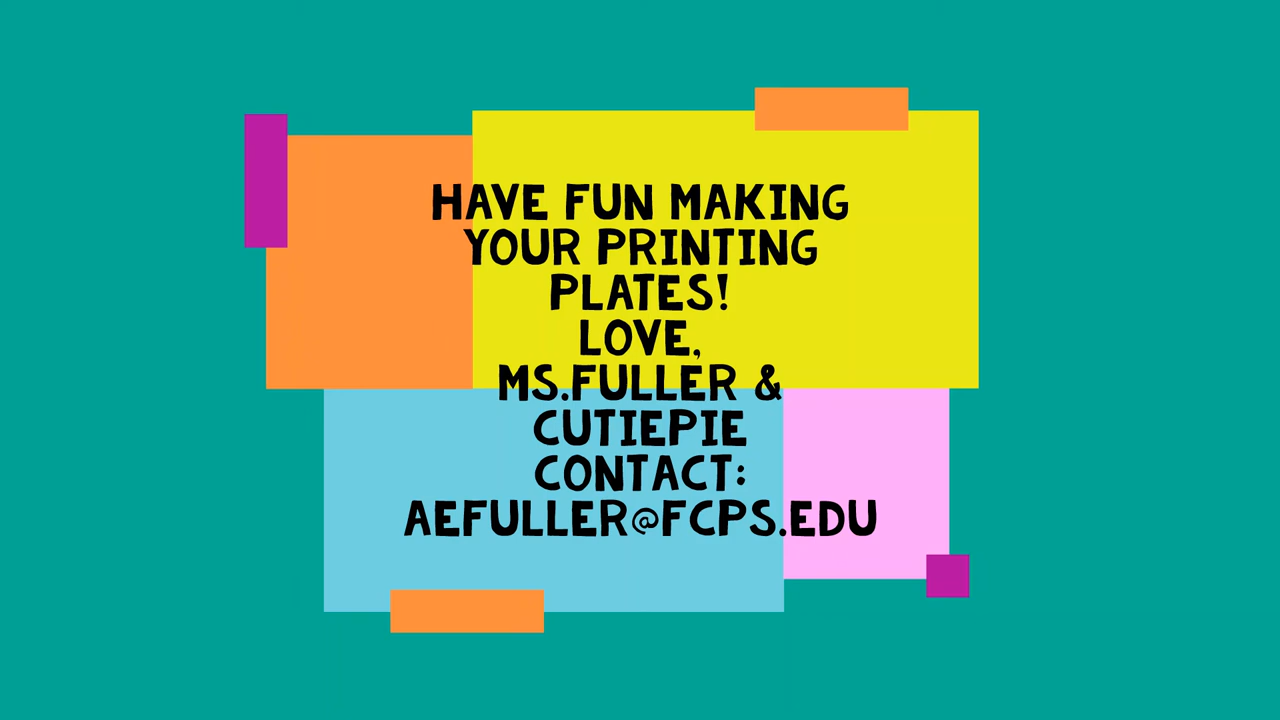 HAVE FUN MAKING
YOUR PRINTING
PLATES!
LOVE,
MS.FULLER &
CUTIEPIE
CONTACT:
AEFULLER@FCPS.EDU